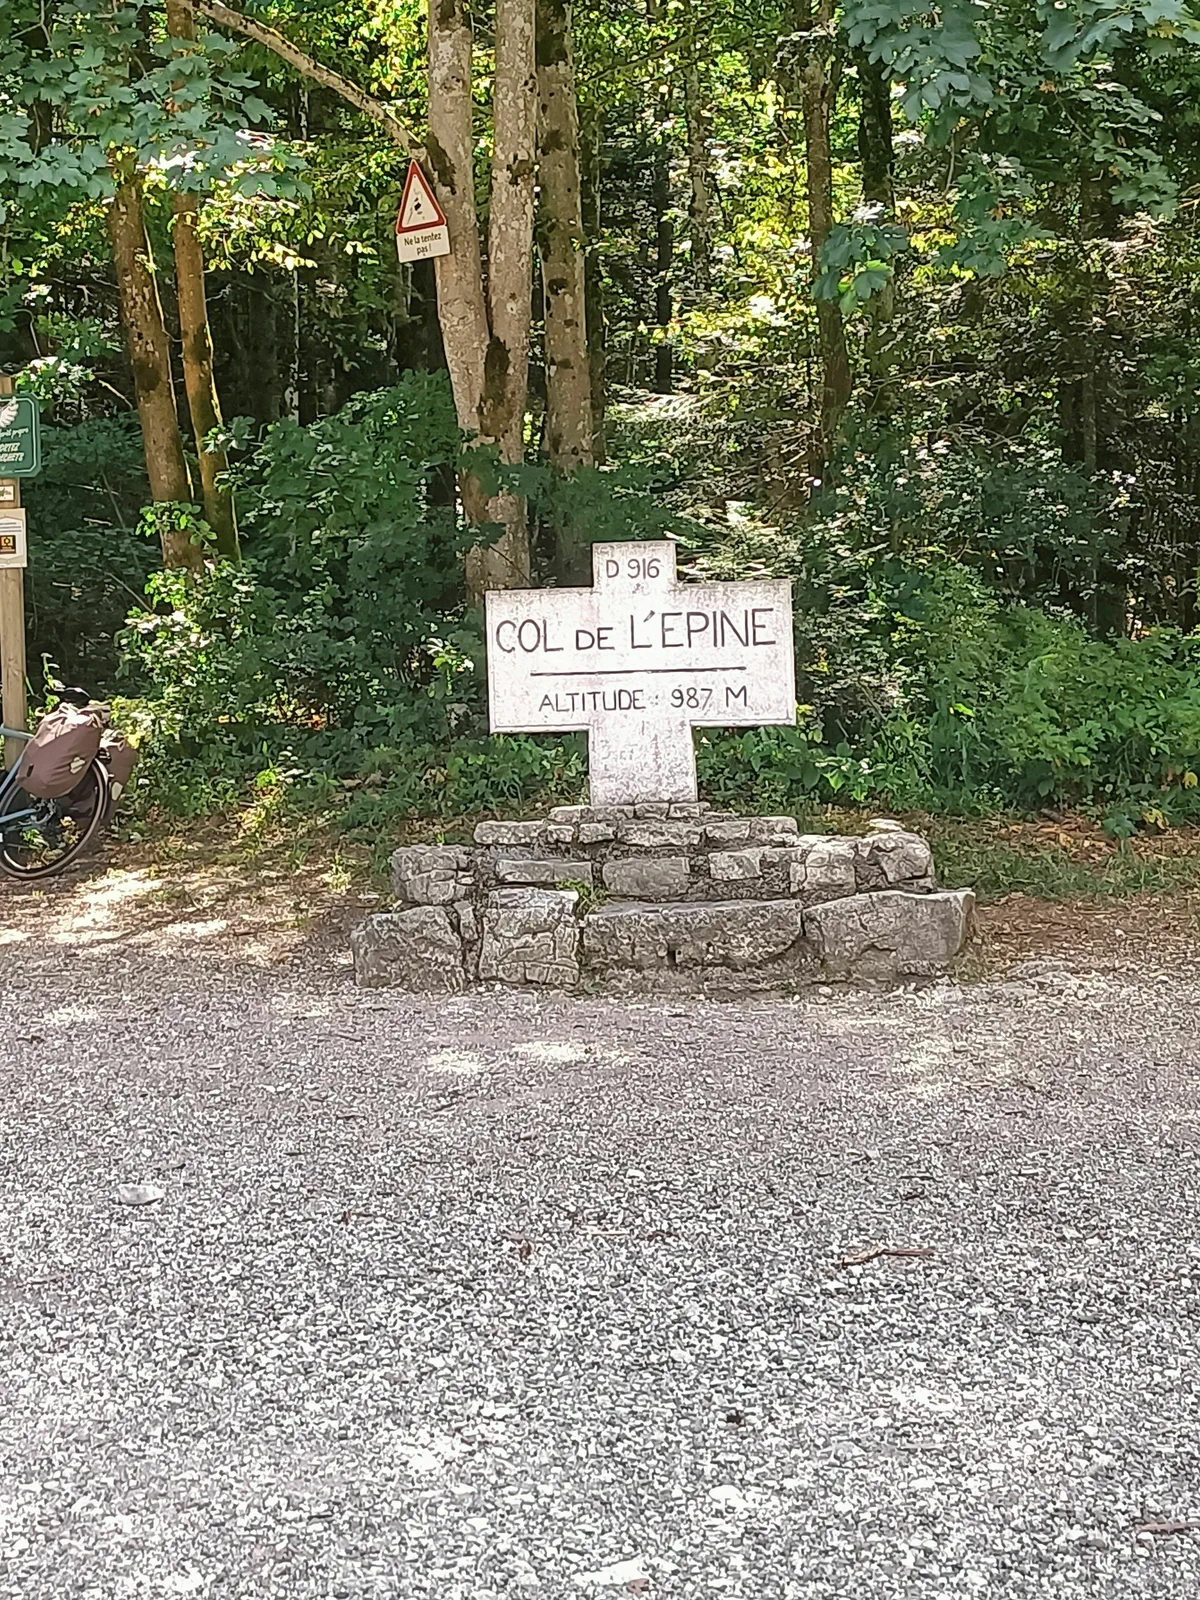 Ne la tentez
pas !
D 916
COL DE L'EPINE
ALTITUDE : 987 M